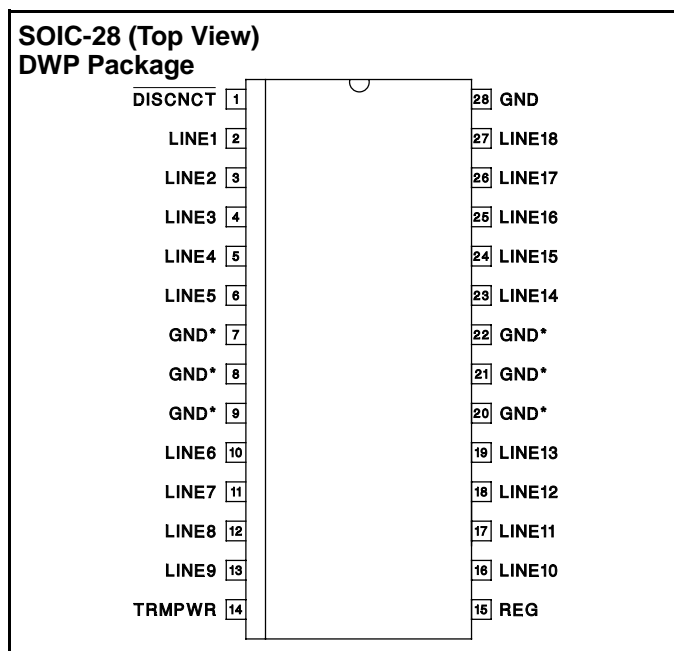 SOIC-28 (Top View)
DWP Package
DISCNCT 1 28 GND
LINE1 2 27 LINE18
LINE2 3 26 LINE17
LINE3 4 25 LINE16
LINE4 5 24 LINE15
LINE5 6 23 LINE14
GND* 7 22 GND*
GND* 8 21 GND*
GND* 9 20 GND*
LINE6 10 19 LINE13
LINE7 11 18 LINE12
LINE8 12 17 LINE11
LINE9 13 16 LINE10
TRMPWR 14 15 REG